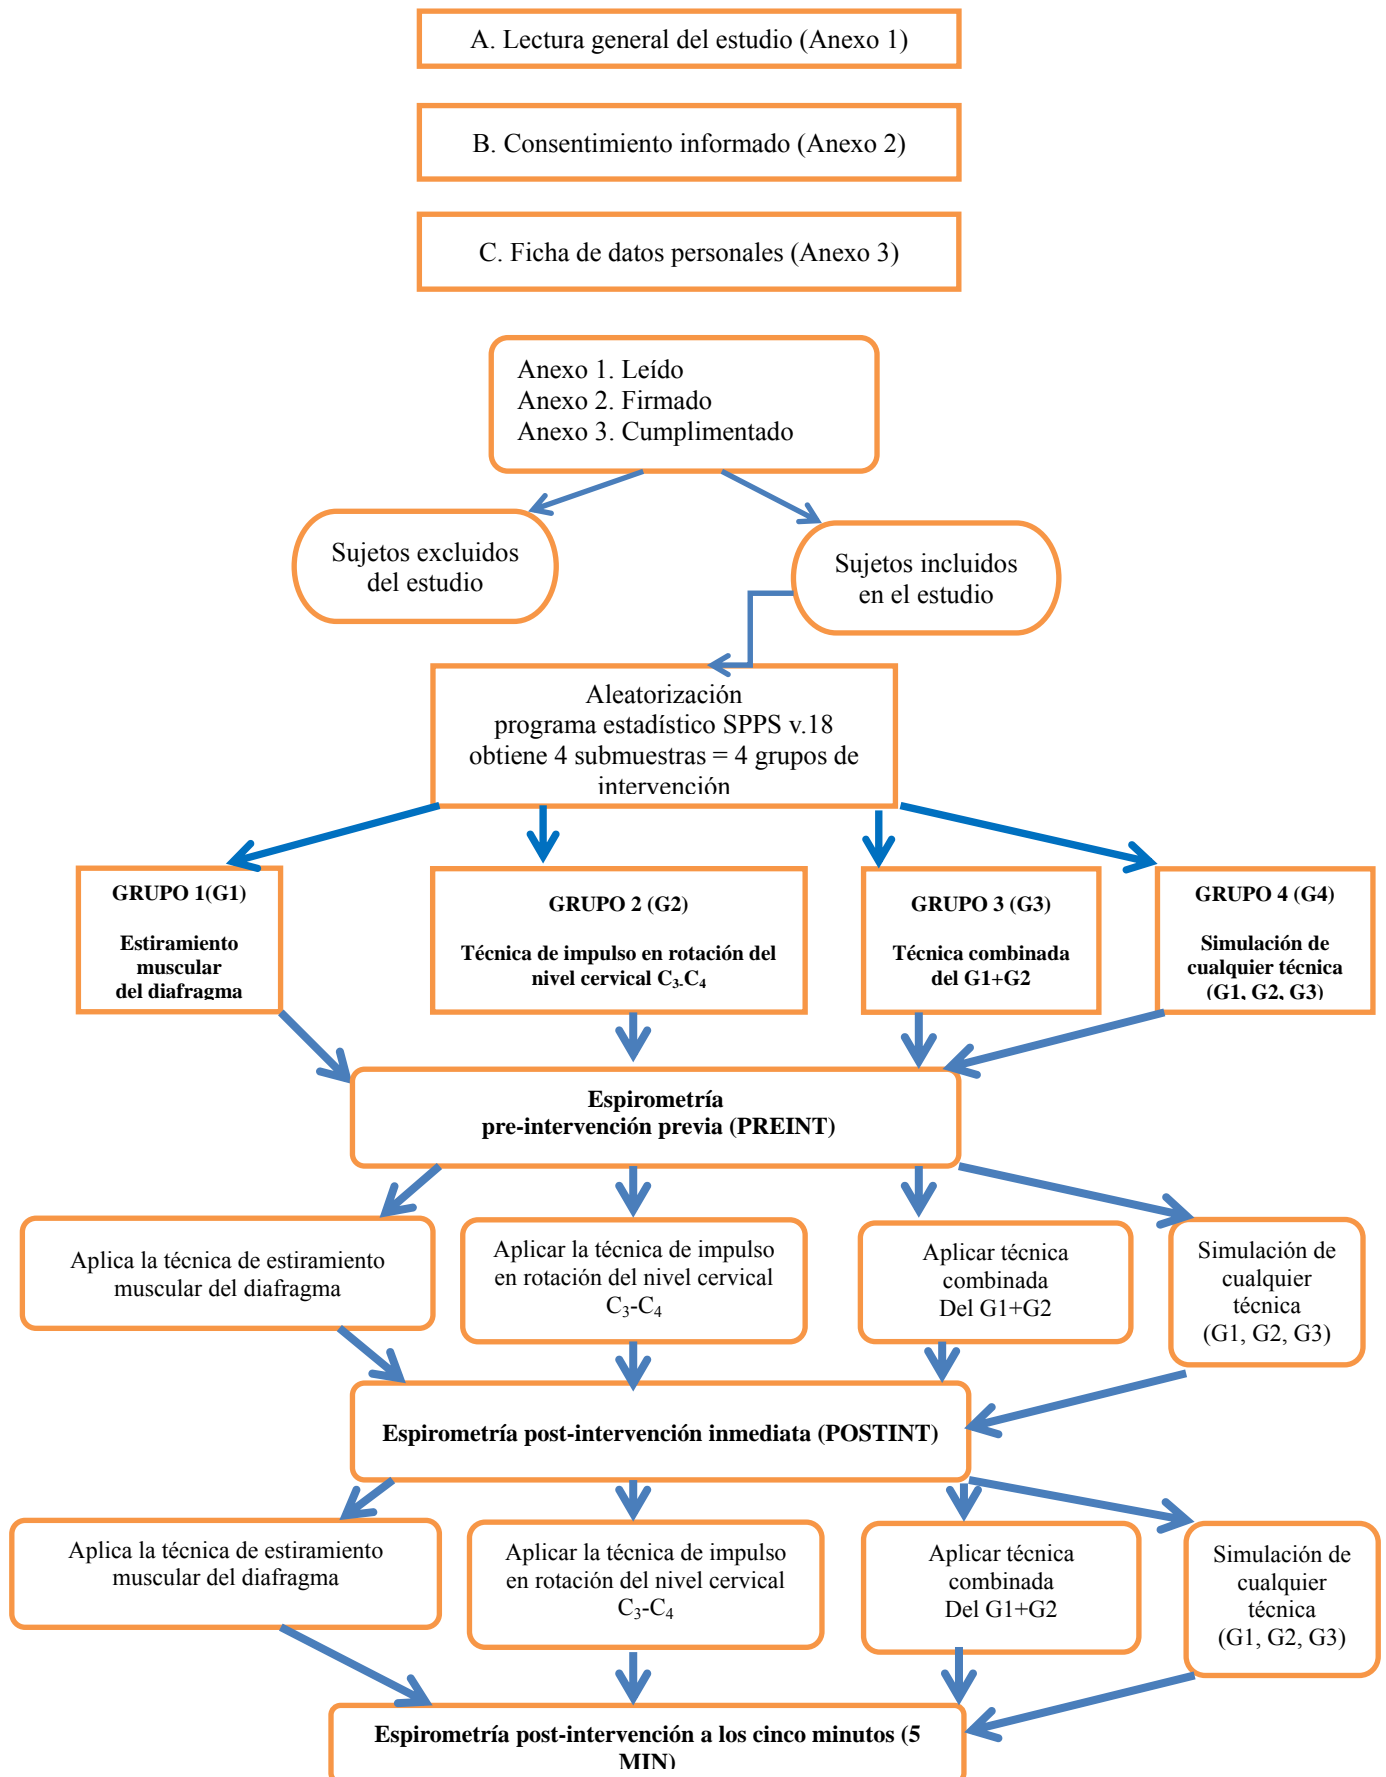 A. Lectura general del estudio (Anexo 1)
B. Consentimiento informado (Anexo 2)
C. Ficha de datos personales (Anexo 3)
Anexo 1. Leído
Anexo 2. Firmado
Anexo 3. Cumplimentado
Sujetos excluidos
del estudio
Sujetos incluidos
en el estudio
Aleatorización
programa estadístico SPPS v.18
obtiene 4 submuestras = 4 grupos de
intervención
GRUPO 1(G1)
Estiramiento
muscular
del diafragma
GRUPO 2 (G2)
Técnica de impulso en rotación del
nivel cervical C₃-C₄
GRUPO 3 (G3)
Técnica combinada
del G1+G2
GRUPO 4 (G4)
Simulación de
cualquier técnica
(G1, G2, G3)
Espirometría
pre-intervención previa (PREINT)
Aplica la técnica de estiramiento
muscular del diafragma
Aplicar la técnica de impulso
en rotación del nivel cervical
C₃-C₄
Aplicar técnica
combinada
Del G1+G2
Simulación de
cualquier
técnica
(G1, G2, G3)
Espirometría post-intervención inmediata (POSTINT)
Aplica la técnica de estiramiento
muscular del diafragma
Aplicar la técnica de impulso
en rotación del nivel cervical
C₃-C₄
Aplicar técnica
combinada
Del G1+G2
Simulación de
cualquier
técnica
(G1, G2, G3)
Espirometría post-intervención a los cinco minutos (5
MIN)